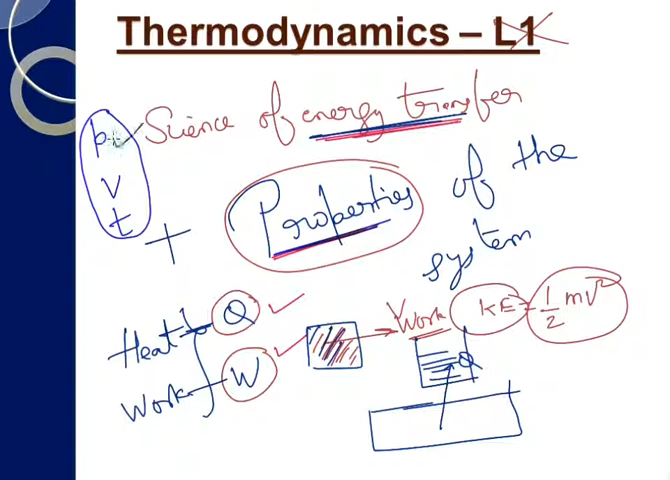 Thermodynamics – L1
Science of energy transfer
p
v
t
+ Properties of the
system
Heat Q
Work W
Work KE = 1/2 mv²
Q